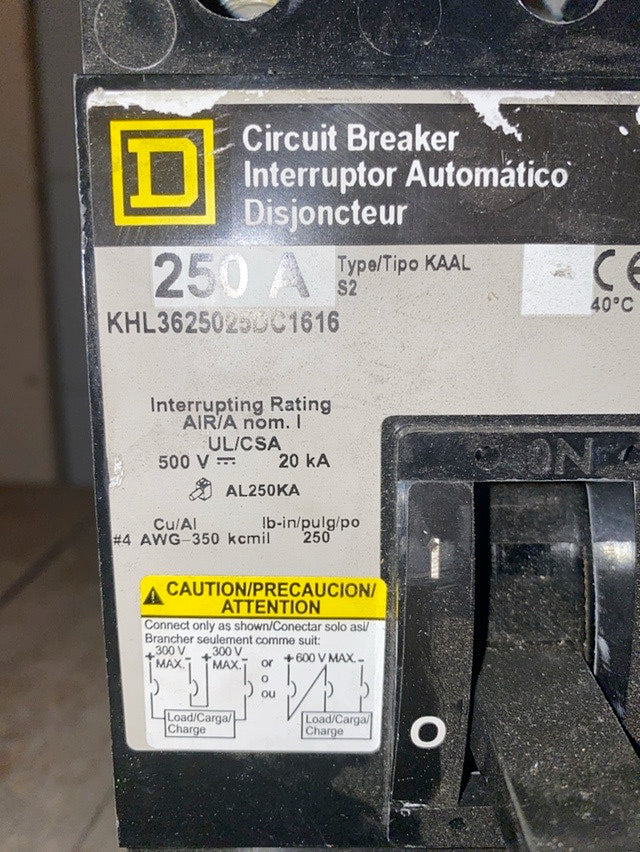 D
Circuit Breaker
Interruptor Automático
Disjoncteur
250 A
Type/Tipo KAAL
S2
CE
40°C
KHL3625025DC1616
Interrupting Rating
AIR/A nom. I
UL/CSA
500 V 20 kA
AL250KA
Cu/Al lb-in/pulg/po
#4 AWG-350 kcmil 250
ON
I
CAUTION/PRECAUCION/
ATTENTION
Connect only as shown/Conectar solo asi/
Brancher seulement comme suit:
+ 300 V - + 300 V - or + 600 V MAX. -
MAX. MAX. o
ou
Load/Carga/ Load/Carga/
Charge Charge
O